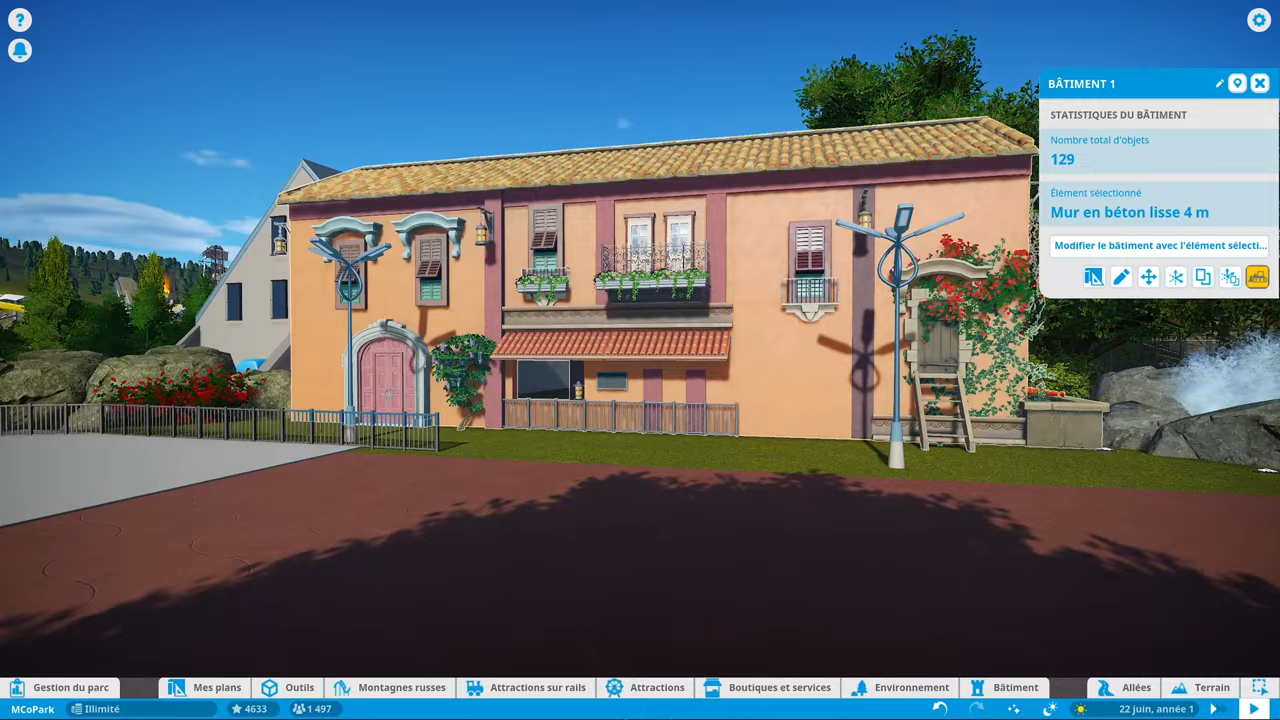 ?
BÂTIMENT 1
STATISTIQUES DU BÂTIMENT
Nombre total d'objets
129
Élément sélectionné
Mur en béton lisse 4 m
Modifier le bâtiment avec l'élément sélecti...
Gestion du parc
Mes plans
Outils
Montagnes russes
Attractions sur rails
Attractions
Boutiques et services
Environnement
Bâtiment
Allées
Terrain
MCoPark
Illimité
4633
1 497
22 juin, année 1